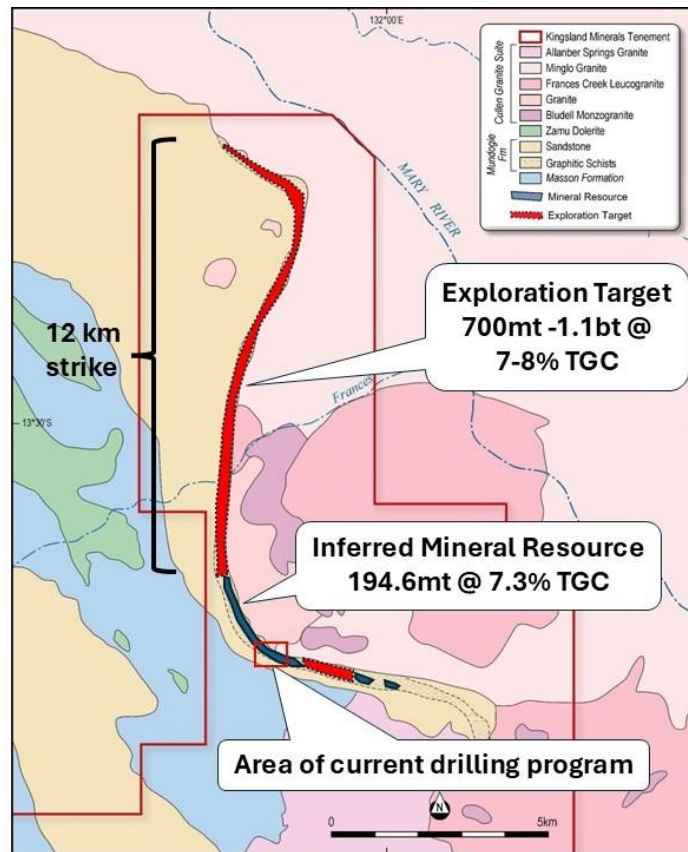 132°00'E
Kingsland Minerals Tenement
Cullen Granite Suite
Allanber Springs Granite
Minglo Granite
Frances Creek Leucogranite
Granite
Bludell Monzogranite
Zamu Dolerite
Mundogie Fm
Sandstone
Graphitic Schists
Masson Formation
Mineral Resource
Exploration Target
MARY RIVER
Exploration Target
700mt -1.1bt @
7-8% TGC
12 km
strike
Frances
13°30'S
Inferred Mineral Resource
194.6mt @ 7.3% TGC
Area of current drilling program
N
0
5km